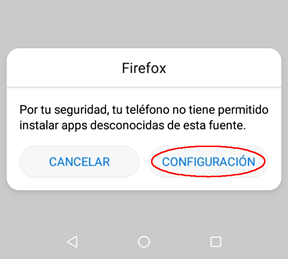 Firefox
Por tu seguridad, tu teléfono no tiene permitido
instalar apps desconocidas de esta fuente.
CANCELAR
CONFIGURACIÓN